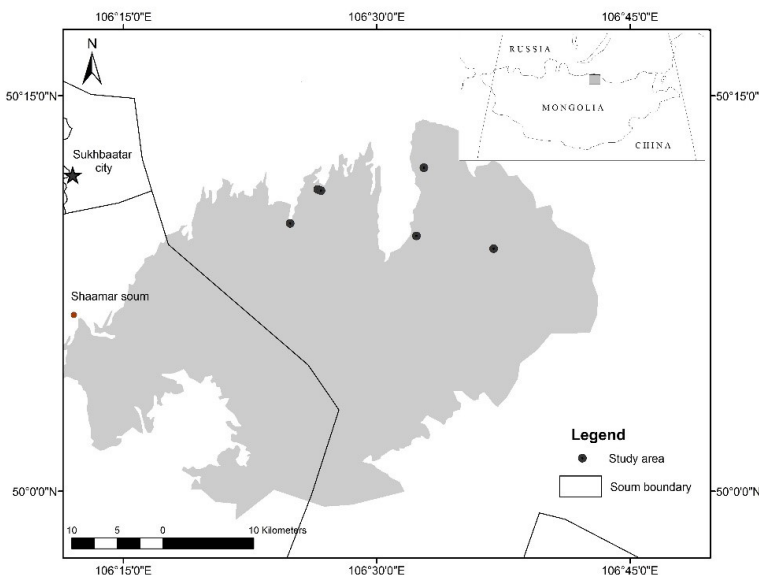 106°15'0"E
106°30'0"E
106°45'0"E
N
RUSSIA
MONGOLIA
CHINA
50°15'0"N
50°15'0"N
Sukhbaatar
city
Shaamar soum
Legend
Study area
Soum boundary
50°0'0"N
50°0'0"N
10 5 0 10 Kilometers
106°15'0"E
106°30'0"E
106°45'0"E